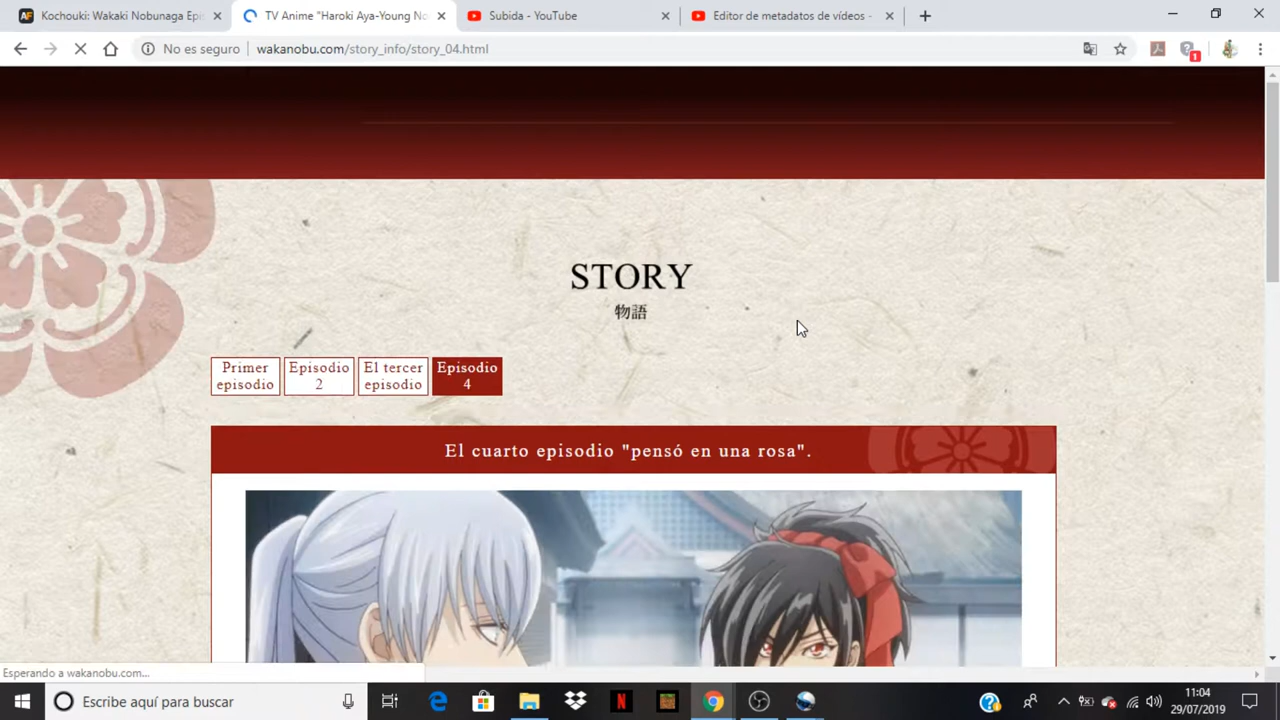 Kochouki: Wakaki Nobunaga Epis
TV Anime "Haroki Aya-Young No
Subida - YouTube
Editor de metadatos de vídeos -
No es seguro
wakanobu.com/story_info/story_04.html
1
STORY
物語
Primer episodio
Episodio 2
El tercer episodio
Episodio 4
El cuarto episodio "pensó en una rosa".
Esperando a wakanobu.com...
Escribe aquí para buscar
11:04
29/07/2019